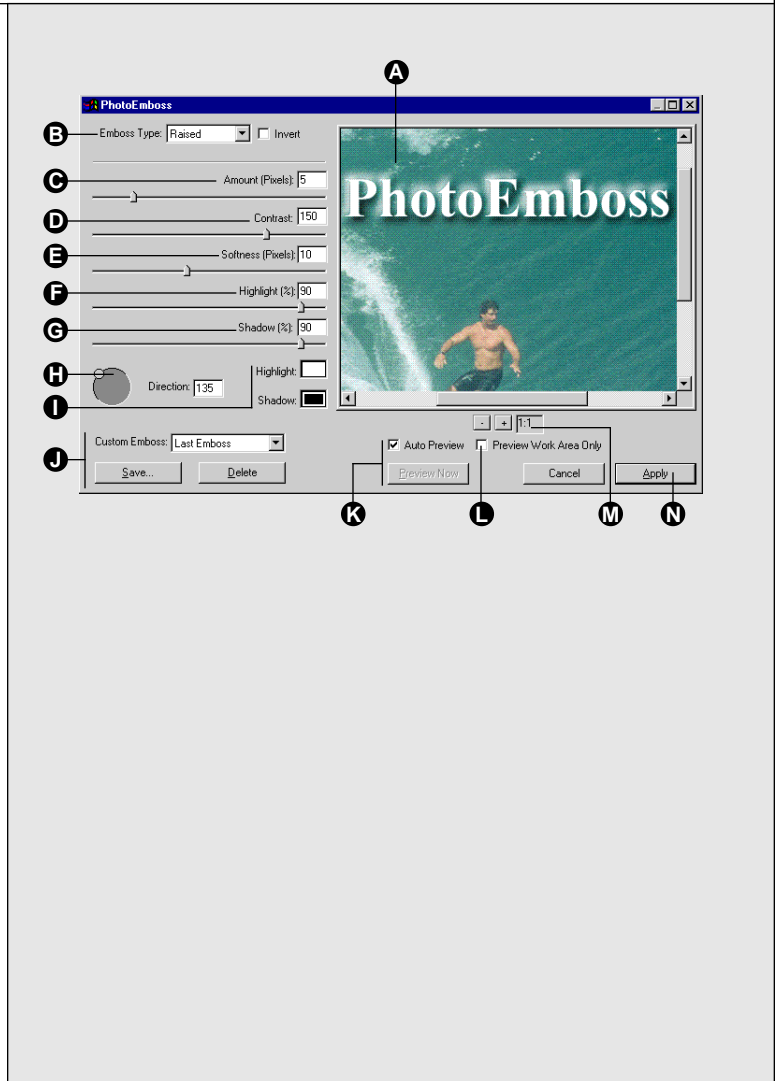 A
PhotoEmboss
B
Emboss Type: Raised
Invert
PhotoEmboss
C
Amount (Pixels): 5
D
Contrast: 150
E
Softness (Pixels): 10
F
Highlight (%): 90
G
Shadow (%): 90
H
Direction: 135
I
Highlight:
Shadow:
- + 1:1
J
Custom Emboss: Last Emboss
Auto Preview
Preview Work Area Only
Save...
Delete
Preview Now
Cancel
Apply
K
L
M
N